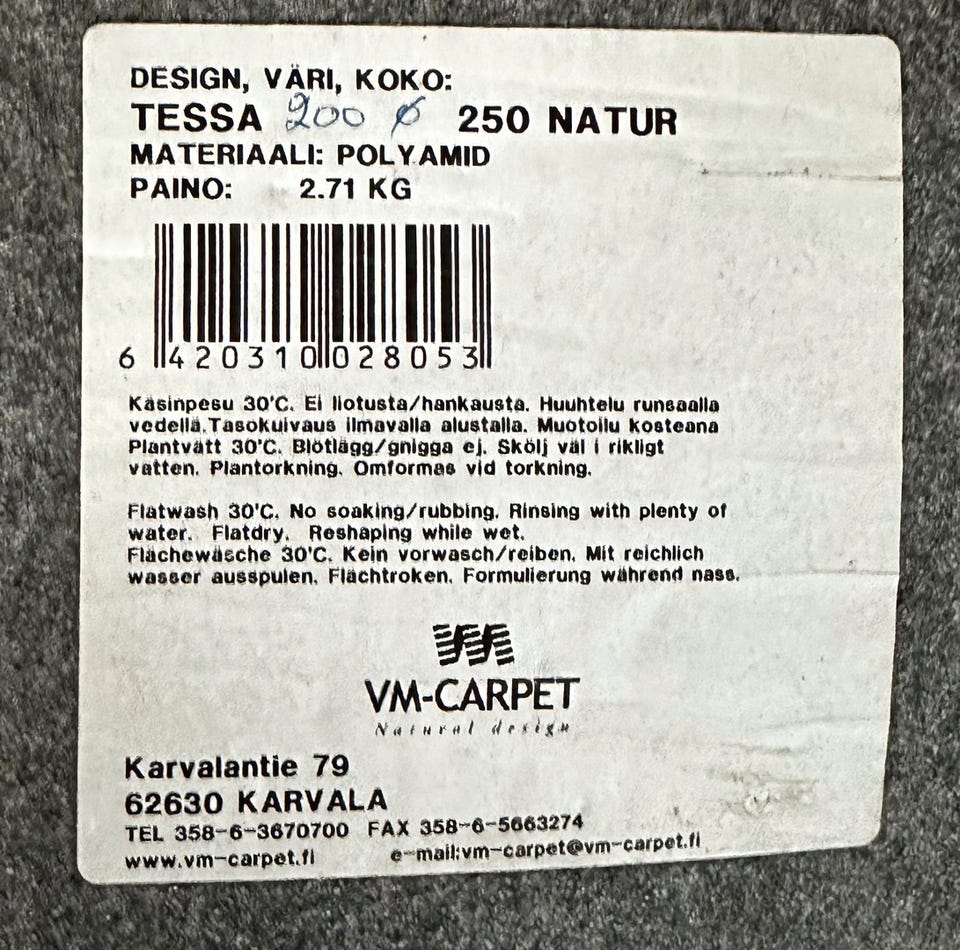 DESIGN, VÄRI, KOKO:
TESSA 200 ø 250 NATUR
MATERIAALI: POLYAMID
PAINO: 2.71 KG
6 420310 028053
Käsinpesu 30'C. Ei liotusta/hankausta. Huuhtelu runsaalla
vedellä.Tasokuivaus ilmavalla alustalla. Muotoilu kosteana
Plantvätt 30'C. Blötlägg/gnigga ej. Skölj väl i rikligt
vatten. Plantorkning. Omformas vid torkning.
Flatwash 30'C. No soaking/rubbing. Rinsing with plenty of
water. Flatdry. Reshaping while wet.
Flächewäsche 30'C. Kein vorwasch/reiben. Mit reichlich
wasser ausspulen. Flächtroken. Formulierung während nass.
VM-CARPET
Natural design
Karvalantie 79
62630 KARVALA
TEL 358-6-3670700 FAX 358-6-5663274
www.vm-carpet.fi e-mail:vm-carpet@vm-carpet.fi